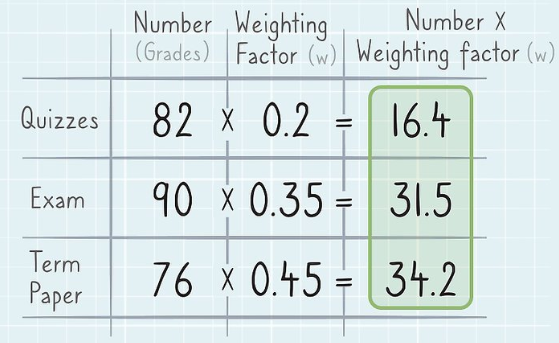 Number (Grades)
Weighting Factor (w)
Number X Weighting factor (w)
Quizzes 82 x 0.2 = 16.4
Exam 90 x 0.35 = 31.5
Term Paper 76 x 0.45 = 34.2